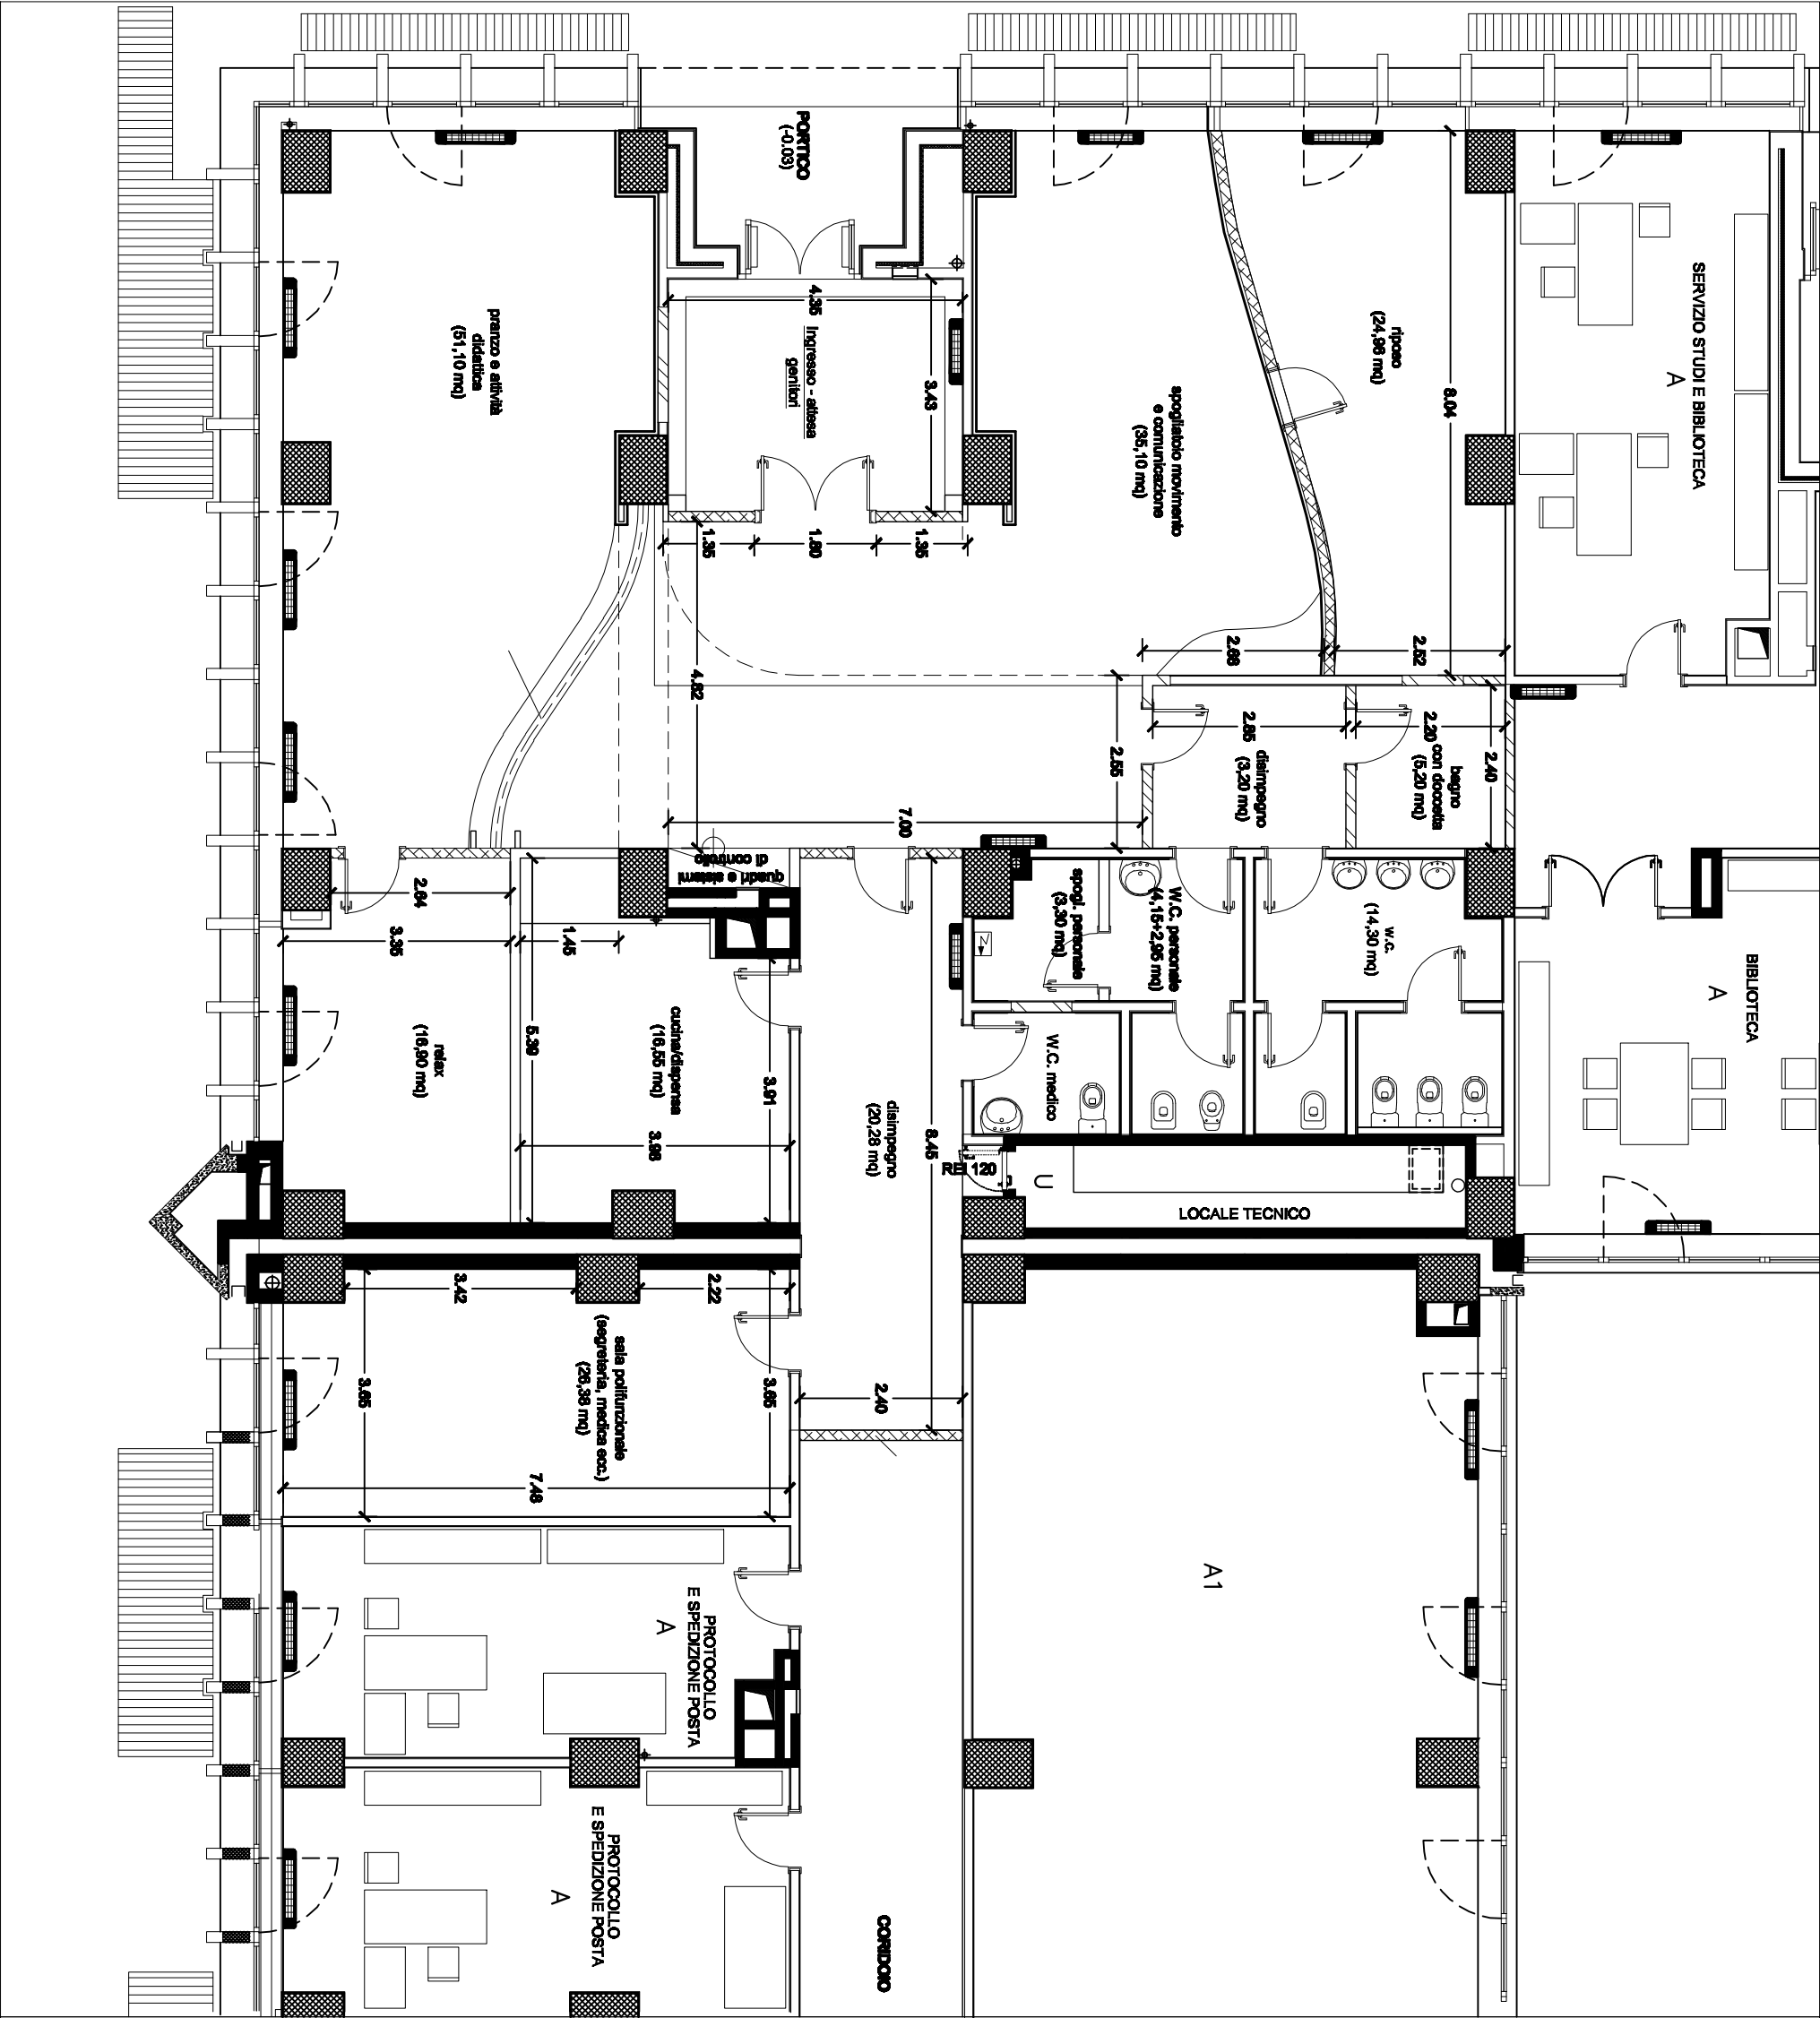 BIBLIOTECA
A
SERVIZIO STUDI E BIBLIOTECA
A
8.04
riposo
(24,96 mq)
2.52
2.68
2.40
bagno
con doccetta
(5,20 mq)
2.20
disimpegno
(3,20 mq)
2.85
2.55
w.c.
(14,30 mq)
LOCALE TECNICO
U
REI 120
A1
spogliatoio movimento
e comunicazione
(35,10 mq)
W.C. personale
(4,15+2,95 mq)
spogl. personale
(3,30 mq)
W.C. medico
3.43
1.35
1.80
1.35
PORTICO
(-0.03)
4.35
Ingresso - attesa
genitori
7.00
4.82
8.45
disimpegno
(20,28 mq)
2.40
CORIDOIO
quadri e sistemi
di controllo
3.91
cucina/dispensa
(16,55 mq)
3.98
5.39
1.45
2.22
3.65
sala polifunzionale
(segreteria, medica ecc.)
(26,38 mq)
7.48
3.42
3.65
PROTOCOLLO
E SPEDIZIONE POSTA
A
PROTOCOLLO
E SPEDIZIONE POSTA
A
pranzo e attività
didattica
(51,10 mq)
2.64
3.35
relax
(16,90 mq)